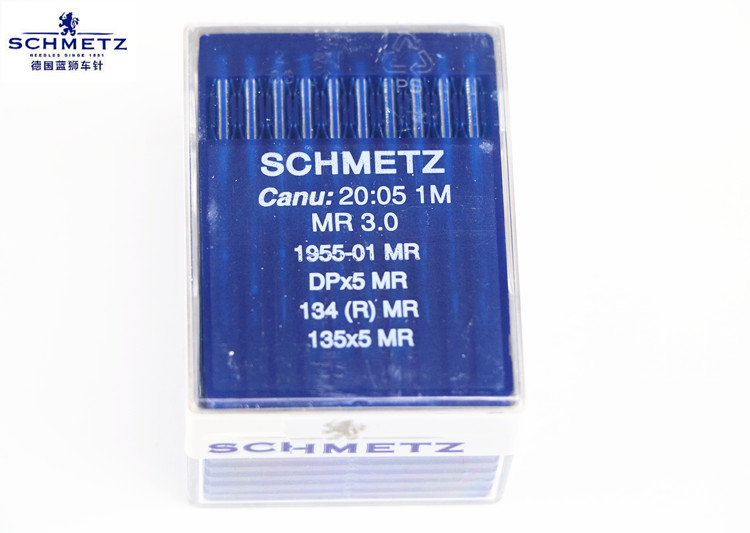 SCHMETZ
NEEDLES SINCE 1851
德国蓝狮车针
PS
SCHMETZ
Canu: 20:05 1M
MR 3.0
1955-01 MR
DPx5 MR
134 (R) MR
135x5 MR
SCHMETZ